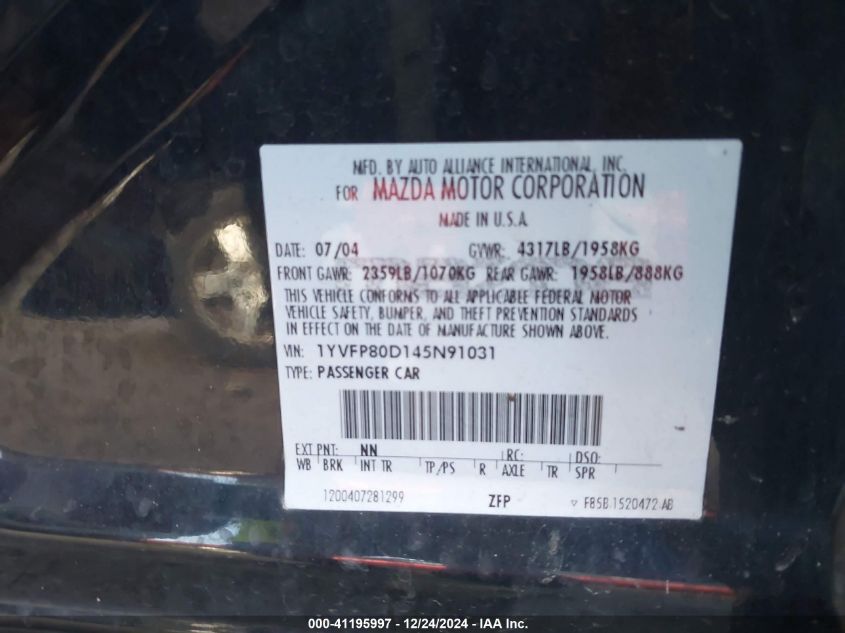 MFD. BY AUTO ALLIANCE INTERNATIONAL, INC.
FOR MAZDA MOTOR CORPORATION
MADE IN U.S.A.
DATE: 07/04 GVWR: 4317LB/1958KG
FRONT GAWR: 2359LB/1070KG REAR GAWR: 1958LB/888KG
THIS VEHICLE CONFORMS TO ALL APPLICABLE FEDERAL MOTOR
VEHICLE SAFETY, BUMPER, AND THEFT PREVENTION STANDARDS
IN EFFECT ON THE DATE OF MANUFACTURE SHOWN ABOVE.
VIN: 1YVFP80D145N91031
TYPE: PASSENGER CAR
EXT PNT: NN RC: DSO:
WB BRK INT TR TP/PS R AXLE TR SPR
1200407281299 ZFP F85B 1520472 AB
000-41195997 - 12/24/2024 - IAA Inc.